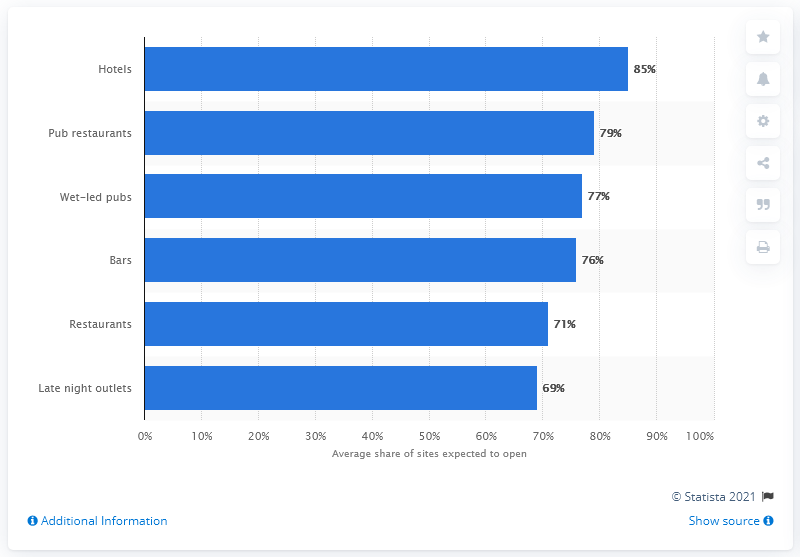 Hotels 85%
Pub restaurants 79%
Wet-led pubs 77%
Bars 76%
Restaurants 71%
Late night outlets 69%
0% 10% 20% 30% 40% 50% 60% 70% 80% 90% 100%
Average share of sites expected to open
© Statista 2021
Additional Information Show source